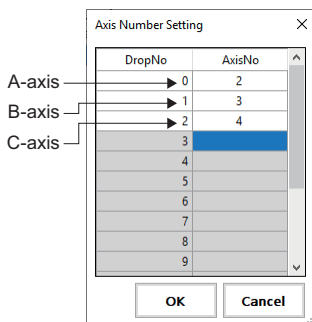 Axis Number Setting
DropNo AxisNo
A-axis 0 2
B-axis 1 3
C-axis 2 4
3
4
5
6
7
8
9
OK Cancel